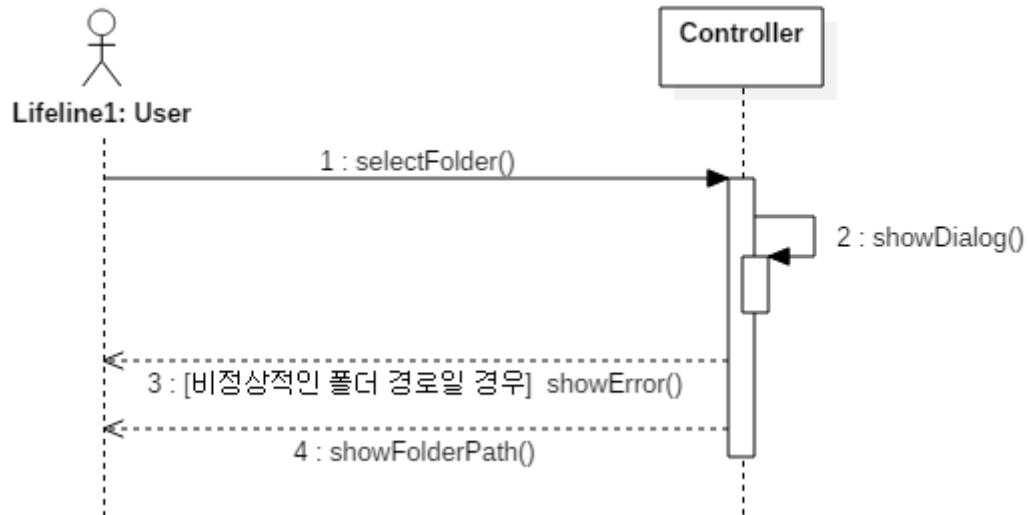 Controller
Lifeline1: User
1 : selectFolder()
2 : showDialog()
3 : [비정상적인 폴더 경로일 경우] showError()
4 : showFolderPath()